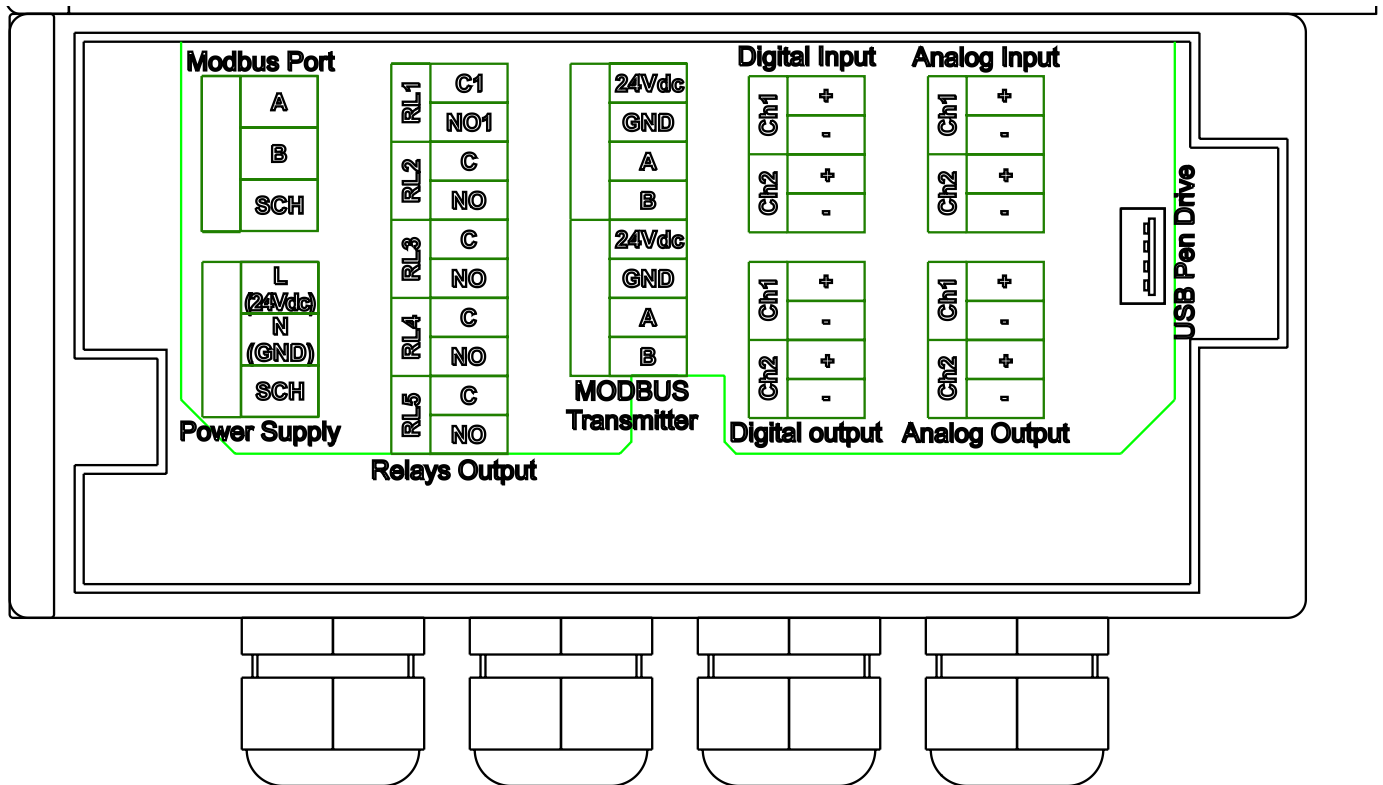 Modbus Port
A
B
SCH
L
(24Vdc)
N
(GND)
SCH
Power Supply
RL1
C1
NO1
RL2
C
NO
RL3
C
NO
RL4
C
NO
RL5
C
NO
Relays Output
24Vdc
GND
A
B
24Vdc
GND
A
B
MODBUS
Transmitter
Digital Input
Ch1
+
-
Ch2
+
-
Ch1
+
-
Ch2
+
-
Digital output
Analog Input
Ch1
+
-
Ch2
+
-
Ch1
+
-
Ch2
+
-
Analog Output
USB Pen Drive